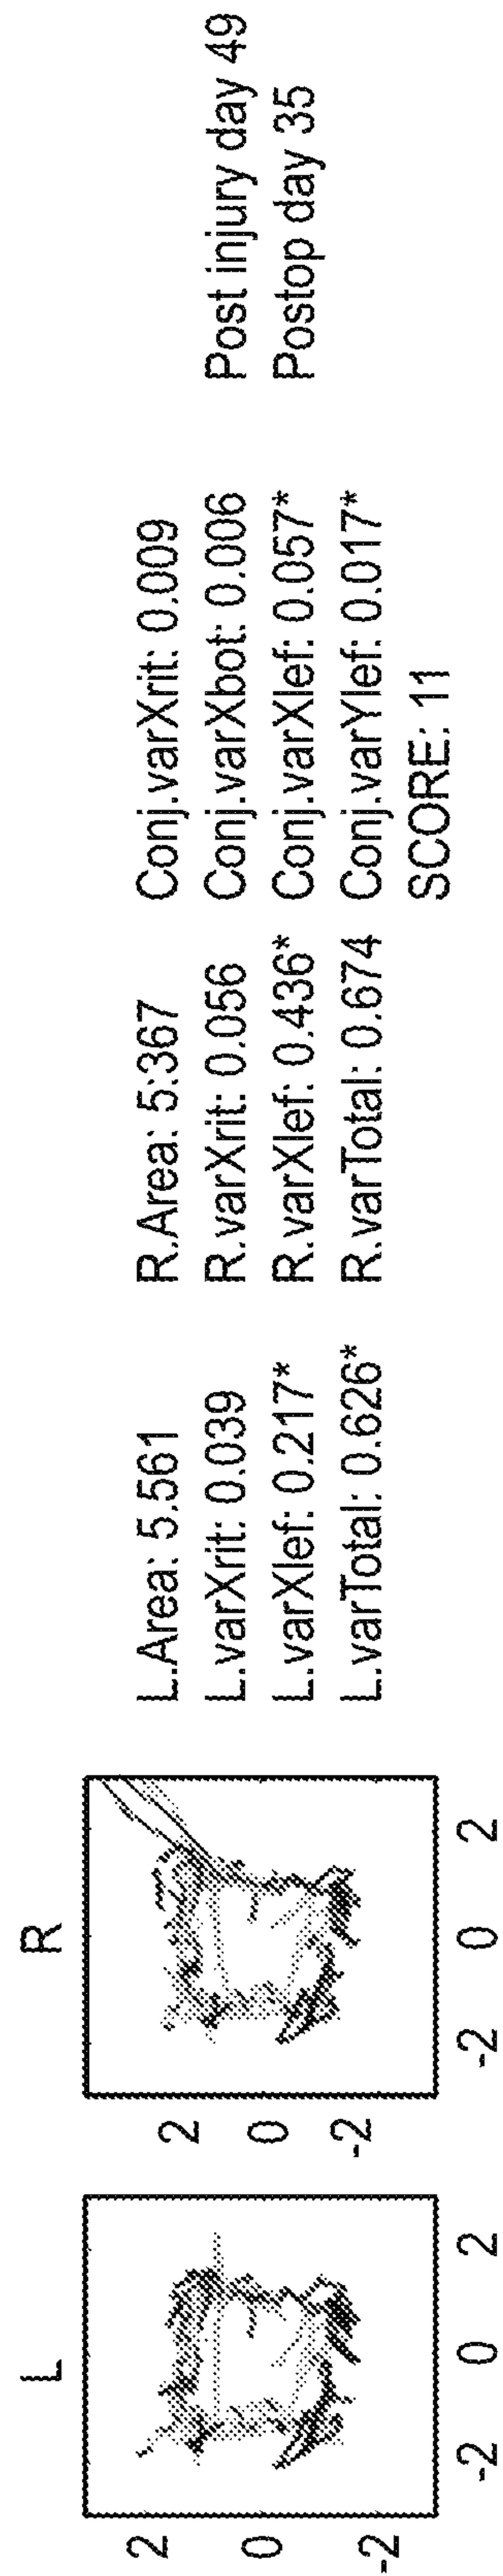 L
2
0
-2
-2 0 2
R
2
0
-2
-2 0 2
L.Area: 5.561
L.varXrit: 0.039
L.varXlef: 0.217*
L.varTotal: 0.626*
R.Area: 5.367
R.varXrit: 0.056
R.varXlef: 0.436*
R.varTotal: 0.674
Conj.varXrit: 0.009
Conj.varXbot: 0.006
Conj.varXlef: 0.057*
Conj.varYlef: 0.017*
SCORE: 11
Post injury day 49
Postop day 35